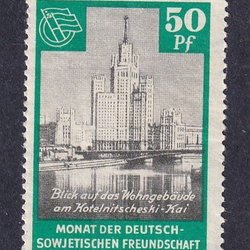 50
Pf
Blick auf das Wohngebäude
am Kotelnitscheski-Kai
MONAT DER DEUTSCH-
SOWJETISCHEN FREUNDSCHAFT